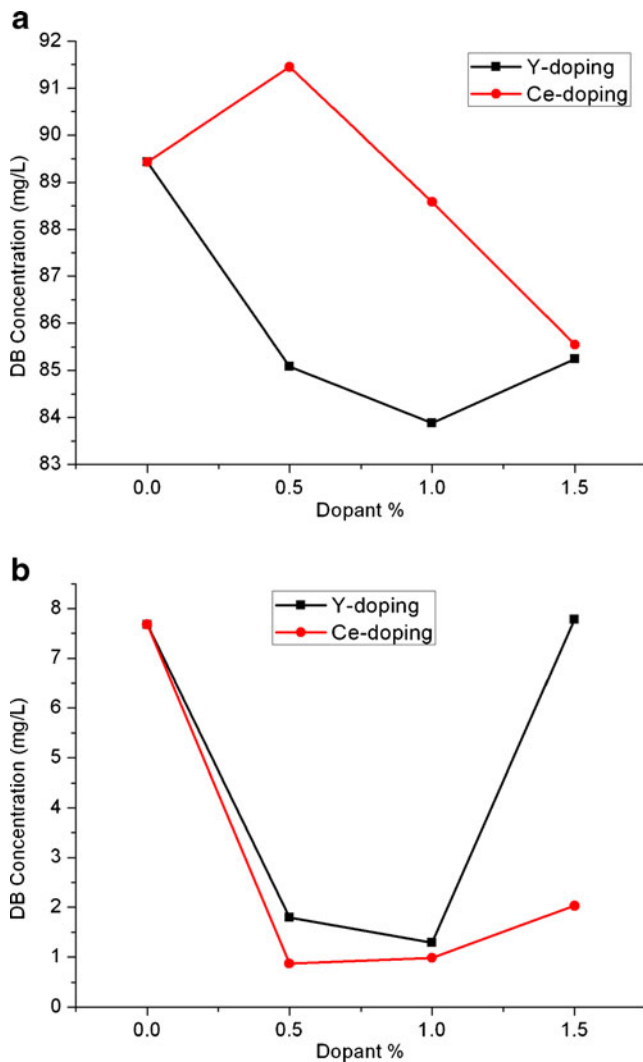 a
92
91
90
89
88
87
86
85
84
83
DB Concentration (mg/L)
Y-doping
Ce-doping
0.0 0.5 1.0 1.5
Dopant %
b
8
7
6
5
4
3
2
1
0
DB Concentration (mg/L)
Y-doping
Ce-doping
0.0 0.5 1.0 1.5
Dopant %